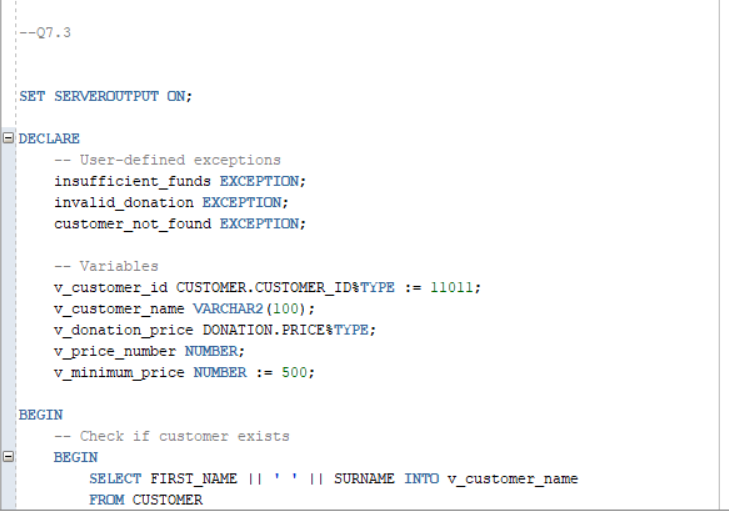 --Q7.3
SET SERVEROUTPUT ON;
DECLARE
-- User-defined exceptions
insufficient_funds EXCEPTION;
invalid_donation EXCEPTION;
customer_not_found EXCEPTION;
-- Variables
v_customer_id CUSTOMER.CUSTOMER_ID%TYPE := 11011;
v_customer_name VARCHAR2(100);
v_donation_price DONATION.PRICE%TYPE;
v_price_number NUMBER;
v_minimum_price NUMBER := 500;
BEGIN
-- Check if customer exists
BEGIN
SELECT FIRST_NAME || ' ' || SURNAME INTO v_customer_name
FROM CUSTOMER